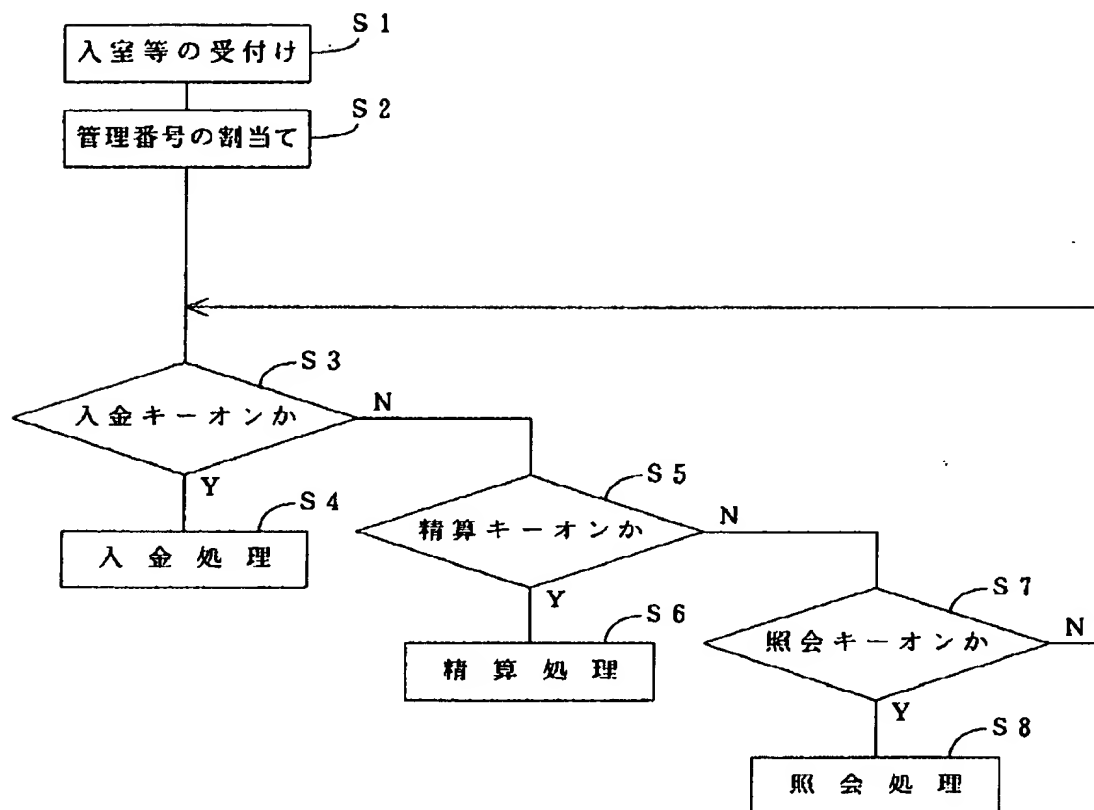 S1
入室等の受付け
S2
管理番号の割当て
S3
入金キーオンか
N
Y
S4
入金処理
S5
精算キーオンか
N
Y
S6
精算処理
S7
照会キーオンか
N
Y
S8
照会処理